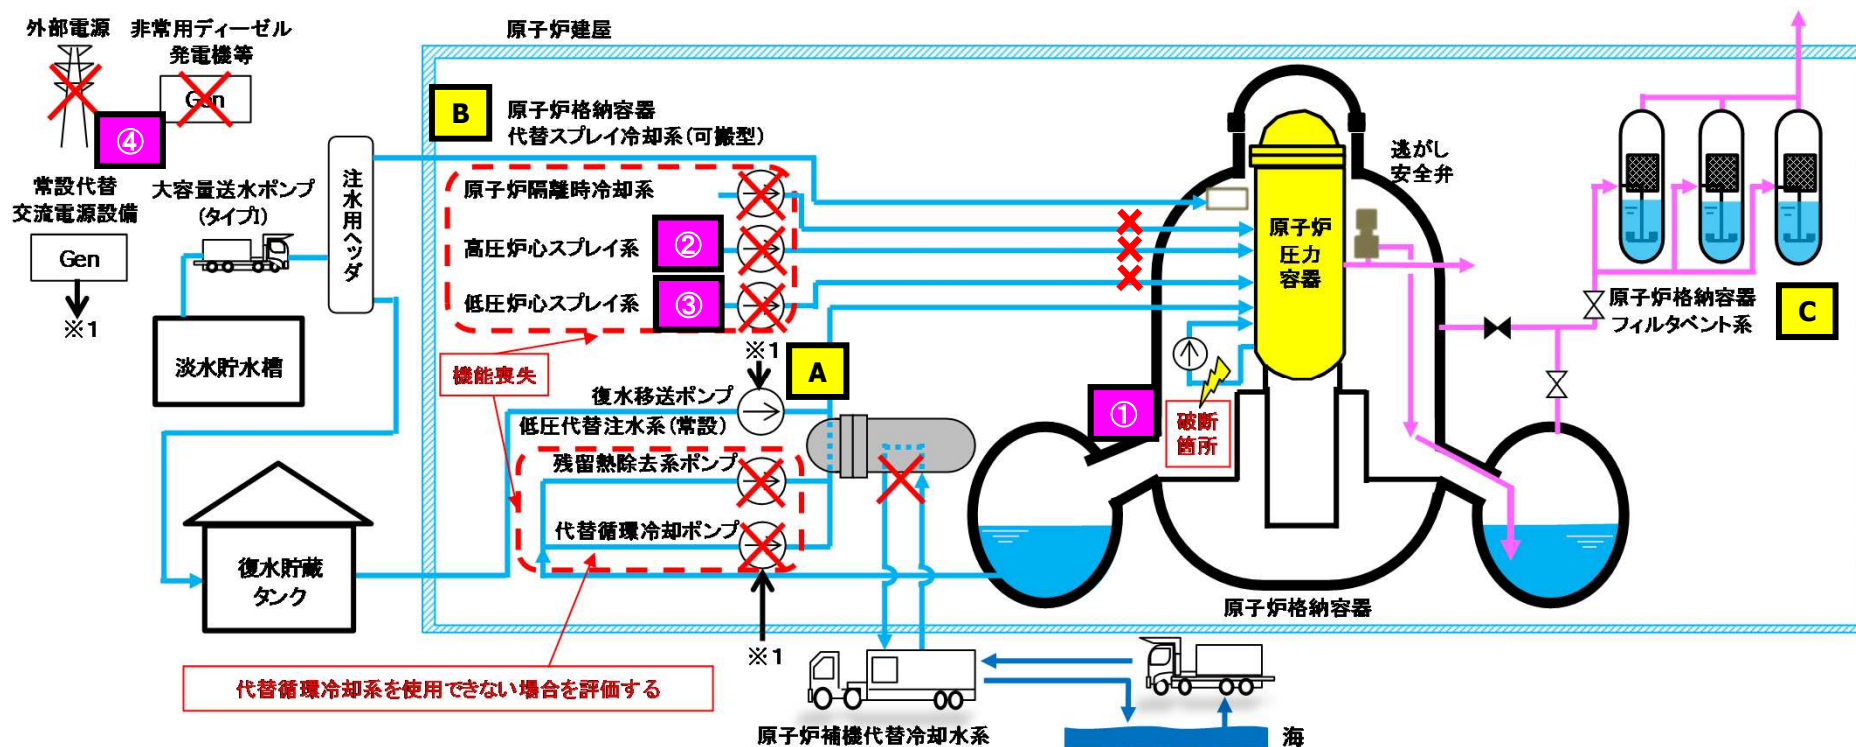 外部電源
非常用ディーゼル
発電機等
Gen
④
常設代替
交流電源設備
Gen
※1
大容量送水ポンプ
(タイプⅠ)
注水用ヘッダ
淡水貯水槽
復水貯蔵
タンク
原子炉建屋
B
原子炉格納容器
代替スプレイ冷却系(可搬型)
原子炉隔離時冷却系
高圧炉心スプレイ系
②
低圧炉心スプレイ系
③
※1
機能喪失
A
復水移送ポンプ
低圧代替注水系(常設)
残留熱除去系ポンプ
代替循環冷却ポンプ
※1
代替循環冷却系を使用できない場合を評価する
原子炉補機代替冷却水系
海
①
破断
箇所
原子炉
圧力
容器
逃がし
安全弁
原子炉格納容器
原子炉格納容器
フィルタベント系
C